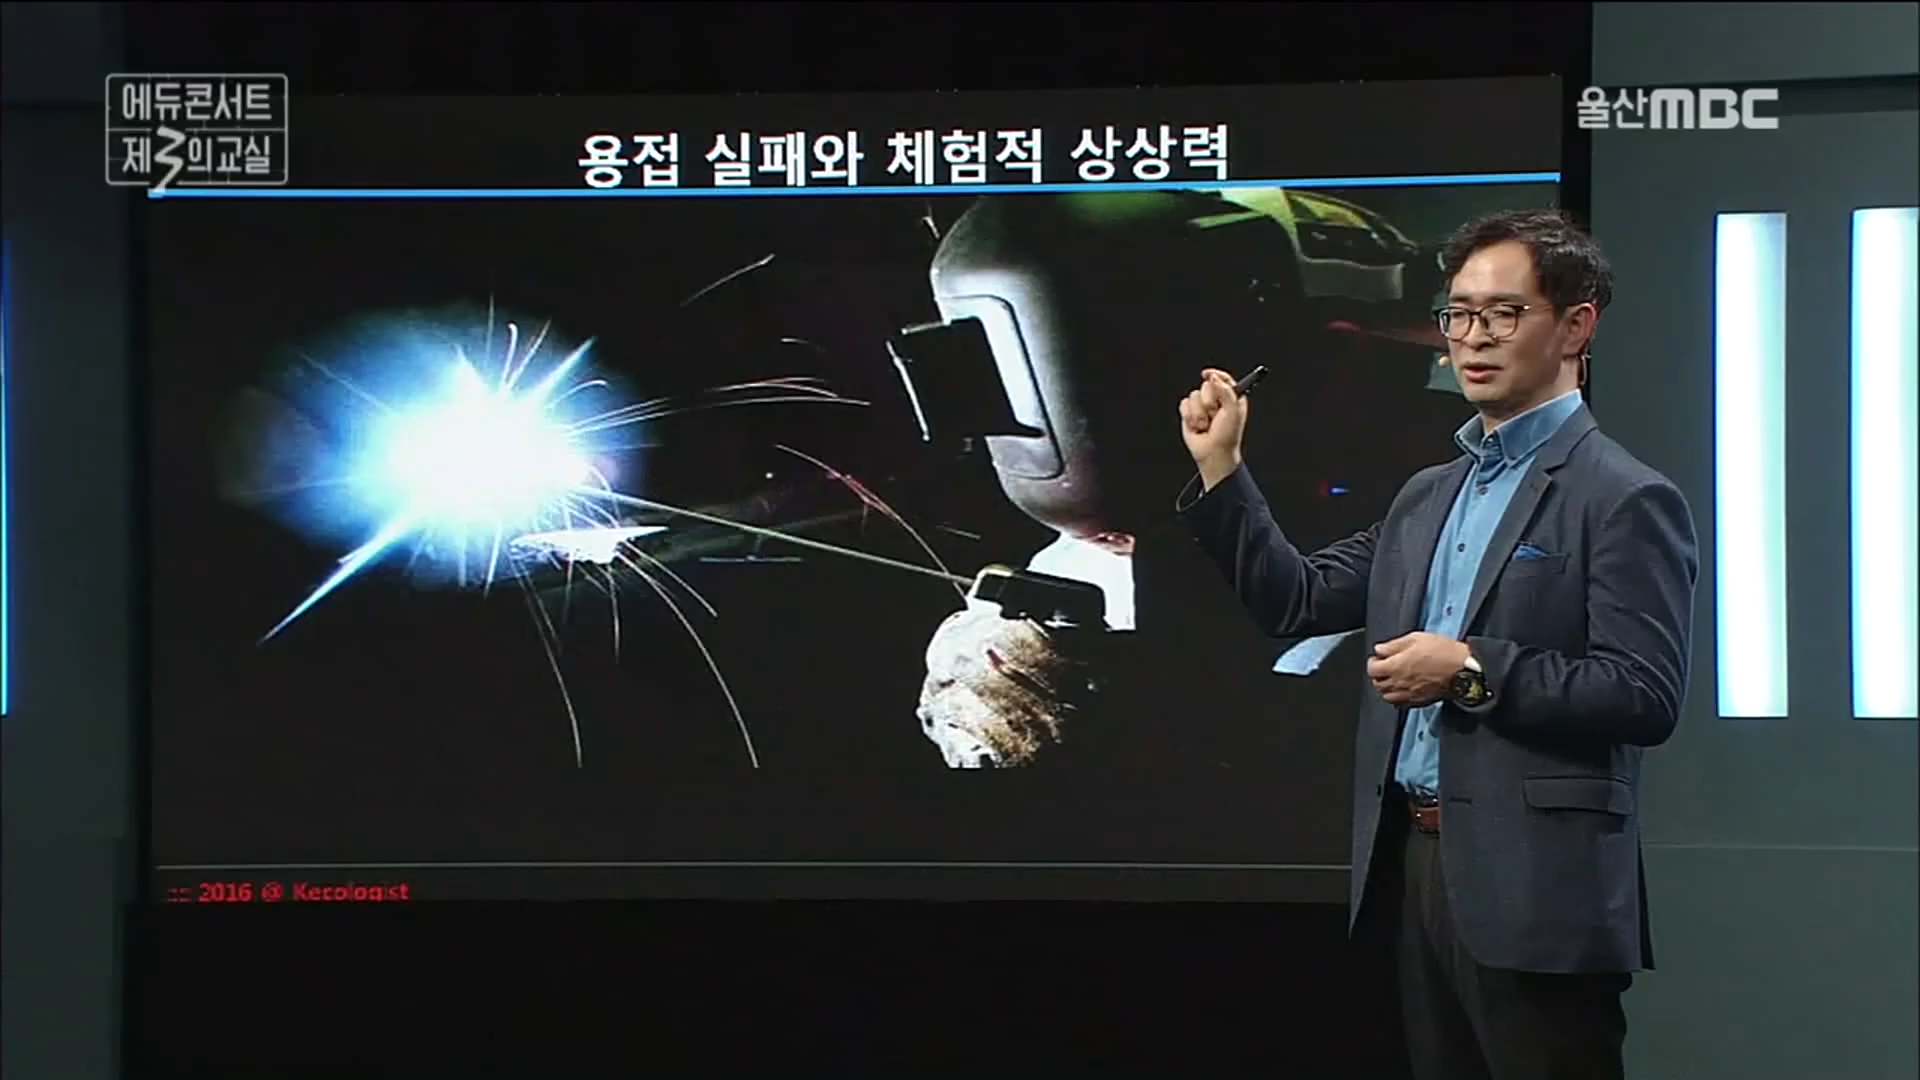 에듀콘서트
제3의교실
울산MBC
용접 실패와 체험적 상상력
:: 2016 @ Kecologist